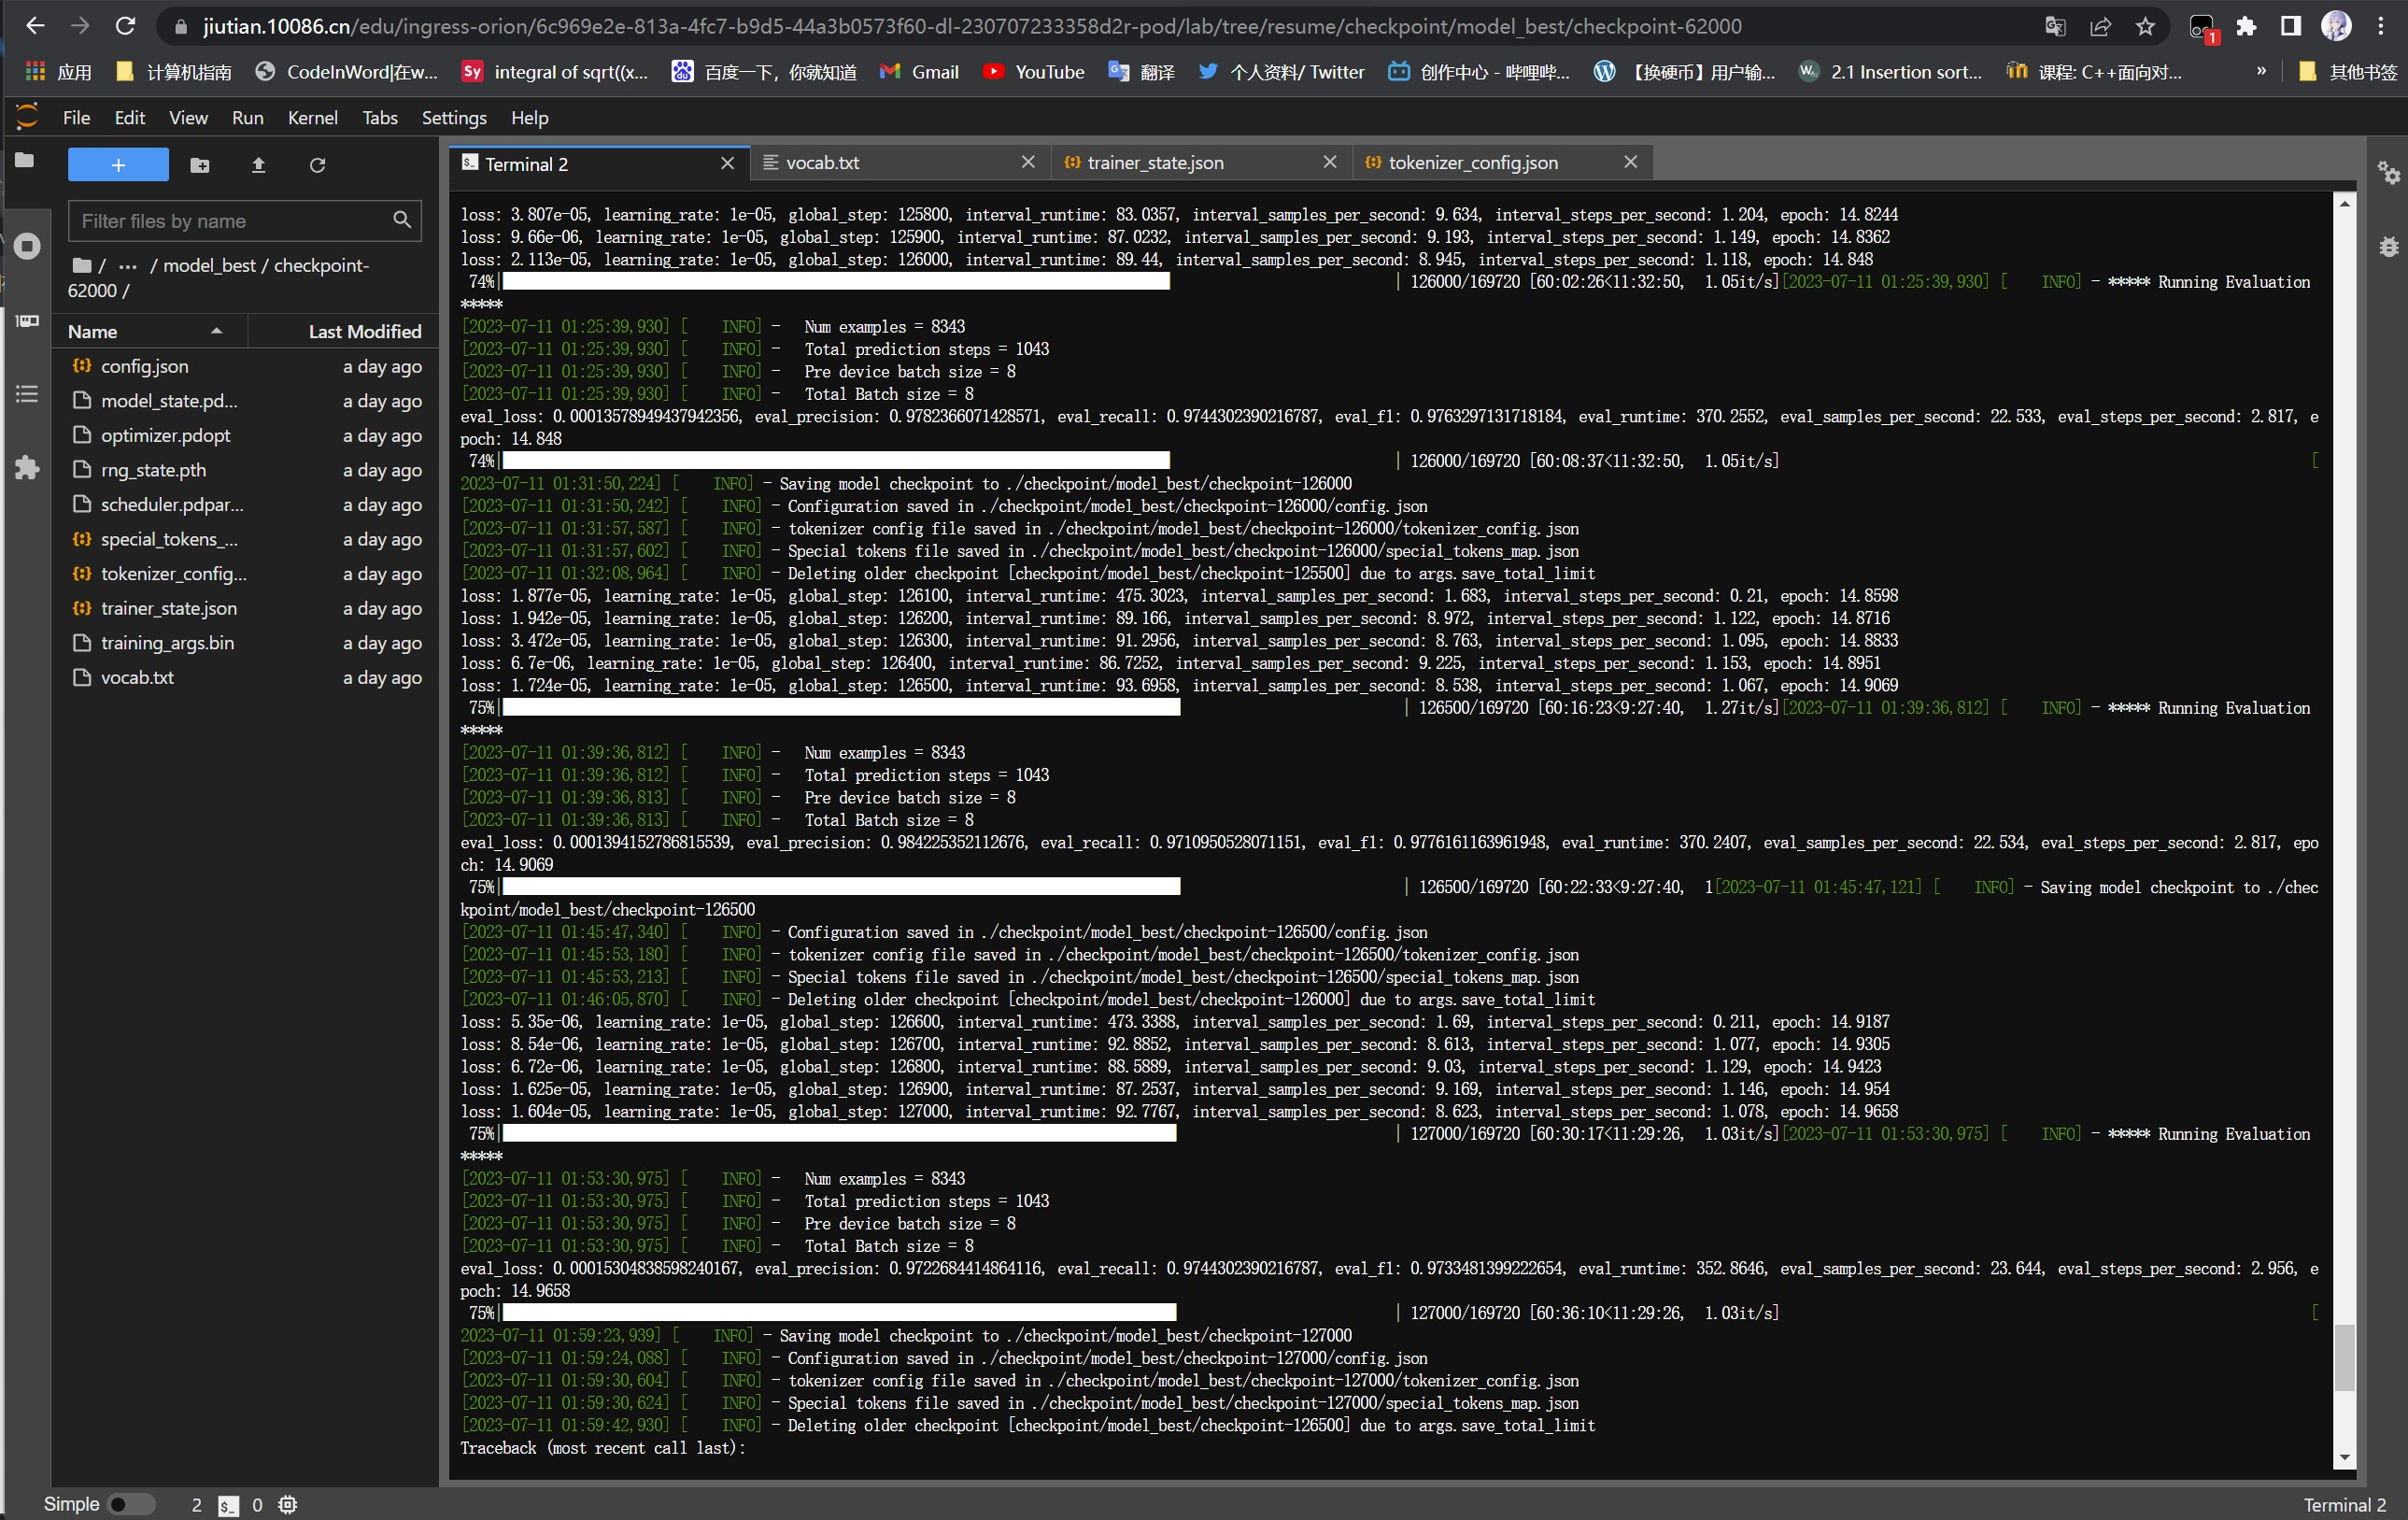 jiutian.10086.cn/edu/ingress-orion/6c969e2e-813a-4fc7-b9d5-44a3b0573f60-dl-230707233358d2r-pod/lab/tree/resume/checkpoint/model_best/checkpoint-62000
1
应用 计算机指南 CodeInWord|在w... Sy integral of sqrt((x... 百度一下，你就知道 Gmail YouTube 翻译 个人资料/ Twitter 创作中心 - 哔哩哔... 【换硬币】用户输... 2.1 Insertion sort... 课程: C++面向对... » 其他书签
File Edit View Run Kernel Tabs Settings Help
+
Terminal 2 vocab.txt trainer_state.json tokenizer_config.json
Filter files by name
/ ··· / model_best / checkpoint-
62000 /
Name Last Modified
config.json a day ago
model_state.pd... a day ago
optimizer.pdopt a day ago
rng_state.pth a day ago
scheduler.pdpar... a day ago
special_tokens_... a day ago
tokenizer_config... a day ago
trainer_state.json a day ago
training_args.bin a day ago
vocab.txt a day ago
loss: 3.807e-05, learning_rate: 1e-05, global_step: 125800, interval_runtime: 83.0357, interval_samples_per_second: 9.634, interval_steps_per_second: 1.204, epoch: 14.8244
loss: 9.66e-06, learning_rate: 1e-05, global_step: 125900, interval_runtime: 87.0232, interval_samples_per_second: 9.193, interval_steps_per_second: 1.149, epoch: 14.8362
loss: 2.113e-05, learning_rate: 1e-05, global_step: 126000, interval_runtime: 89.44, interval_samples_per_second: 8.945, interval_steps_per_second: 1.118, epoch: 14.848
74%| | 126000/169720 [60:02:26<11:32:50, 1.05it/s][2023-07-11 01:25:39,930] [ INFO] - ***** Running Evaluation
*****
[2023-07-11 01:25:39,930] [ INFO] - Num examples = 8343
[2023-07-11 01:25:39,930] [ INFO] - Total prediction steps = 1043
[2023-07-11 01:25:39,930] [ INFO] - Pre device batch size = 8
[2023-07-11 01:25:39,930] [ INFO] - Total Batch size = 8
eval_loss: 0.00013578949437942356, eval_precision: 0.9782366071428571, eval_recall: 0.9744302390216787, eval_f1: 0.9763297131718184, eval_runtime: 370.2552, eval_samples_per_second: 22.533, eval_steps_per_second: 2.817, e
poch: 14.848
74%| | 126000/169720 [60:08:37<11:32:50, 1.05it/s] [
2023-07-11 01:31:50,224] [ INFO] - Saving model checkpoint to ./checkpoint/model_best/checkpoint-126000
[2023-07-11 01:31:50,242] [ INFO] - Configuration saved in ./checkpoint/model_best/checkpoint-126000/config.json
[2023-07-11 01:31:57,587] [ INFO] - tokenizer config file saved in ./checkpoint/model_best/checkpoint-126000/tokenizer_config.json
[2023-07-11 01:31:57,602] [ INFO] - Special tokens file saved in ./checkpoint/model_best/checkpoint-126000/special_tokens_map.json
[2023-07-11 01:32:08,964] [ INFO] - Deleting older checkpoint [checkpoint/model_best/checkpoint-125500] due to args.save_total_limit
loss: 1.877e-05, learning_rate: 1e-05, global_step: 126100, interval_runtime: 475.3023, interval_samples_per_second: 1.683, interval_steps_per_second: 0.21, epoch: 14.8598
loss: 1.942e-05, learning_rate: 1e-05, global_step: 126200, interval_runtime: 89.166, interval_samples_per_second: 8.972, interval_steps_per_second: 1.122, epoch: 14.8716
loss: 3.472e-05, learning_rate: 1e-05, global_step: 126300, interval_runtime: 91.2956, interval_samples_per_second: 8.763, interval_steps_per_second: 1.095, epoch: 14.8833
loss: 6.7e-06, learning_rate: 1e-05, global_step: 126400, interval_runtime: 86.7252, interval_samples_per_second: 9.225, interval_steps_per_second: 1.153, epoch: 14.8951
loss: 1.724e-05, learning_rate: 1e-05, global_step: 126500, interval_runtime: 93.6958, interval_samples_per_second: 8.538, interval_steps_per_second: 1.067, epoch: 14.9069
75%| | 126500/169720 [60:16:23<9:27:40, 1.27it/s][2023-07-11 01:39:36,812] [ INFO] - ***** Running Evaluation
*****
[2023-07-11 01:39:36,812] [ INFO] - Num examples = 8343
[2023-07-11 01:39:36,812] [ INFO] - Total prediction steps = 1043
[2023-07-11 01:39:36,813] [ INFO] - Pre device batch size = 8
[2023-07-11 01:39:36,813] [ INFO] - Total Batch size = 8
eval_loss: 0.0001394152786815539, eval_precision: 0.984225352112676, eval_recall: 0.9710950528071151, eval_f1: 0.9776161163961948, eval_runtime: 370.2407, eval_samples_per_second: 22.534, eval_steps_per_second: 2.817, epo
ch: 14.9069
75%| | 126500/169720 [60:22:33<9:27:40, 1[2023-07-11 01:45:47,121] [ INFO] - Saving model checkpoint to ./chec
kpoint/model_best/checkpoint-126500
[2023-07-11 01:45:47,340] [ INFO] - Configuration saved in ./checkpoint/model_best/checkpoint-126500/config.json
[2023-07-11 01:45:53,180] [ INFO] - tokenizer config file saved in ./checkpoint/model_best/checkpoint-126500/tokenizer_config.json
[2023-07-11 01:45:53,213] [ INFO] - Special tokens file saved in ./checkpoint/model_best/checkpoint-126500/special_tokens_map.json
[2023-07-11 01:46:05,870] [ INFO] - Deleting older checkpoint [checkpoint/model_best/checkpoint-126000] due to args.save_total_limit
loss: 5.35e-06, learning_rate: 1e-05, global_step: 126600, interval_runtime: 473.3388, interval_samples_per_second: 1.69, interval_steps_per_second: 0.211, epoch: 14.9187
loss: 8.54e-06, learning_rate: 1e-05, global_step: 126700, interval_runtime: 92.8852, interval_samples_per_second: 8.613, interval_steps_per_second: 1.077, epoch: 14.9305
loss: 6.72e-06, learning_rate: 1e-05, global_step: 126800, interval_runtime: 88.5889, interval_samples_per_second: 9.03, interval_steps_per_second: 1.129, epoch: 14.9423
loss: 1.625e-05, learning_rate: 1e-05, global_step: 126900, interval_runtime: 87.2537, interval_samples_per_second: 9.169, interval_steps_per_second: 1.146, epoch: 14.954
loss: 1.604e-05, learning_rate: 1e-05, global_step: 127000, interval_runtime: 92.7767, interval_samples_per_second: 8.623, interval_steps_per_second: 1.078, epoch: 14.9658
75%| | 127000/169720 [60:30:17<11:29:26, 1.03it/s][2023-07-11 01:53:30,975] [ INFO] - ***** Running Evaluation
*****
[2023-07-11 01:53:30,975] [ INFO] - Num examples = 8343
[2023-07-11 01:53:30,975] [ INFO] - Total prediction steps = 1043
[2023-07-11 01:53:30,975] [ INFO] - Pre device batch size = 8
[2023-07-11 01:53:30,975] [ INFO] - Total Batch size = 8
eval_loss: 0.00015304838598240167, eval_precision: 0.9722684414864116, eval_recall: 0.9744302390216787, eval_f1: 0.9733481399222654, eval_runtime: 352.8646, eval_samples_per_second: 23.644, eval_steps_per_second: 2.956, e
poch: 14.9658
75%| | 127000/169720 [60:36:10<11:29:26, 1.03it/s] [
2023-07-11 01:59:23,939] [ INFO] - Saving model checkpoint to ./checkpoint/model_best/checkpoint-127000
[2023-07-11 01:59:24,088] [ INFO] - Configuration saved in ./checkpoint/model_best/checkpoint-127000/config.json
[2023-07-11 01:59:30,604] [ INFO] - tokenizer config file saved in ./checkpoint/model_best/checkpoint-127000/tokenizer_config.json
[2023-07-11 01:59:30,624] [ INFO] - Special tokens file saved in ./checkpoint/model_best/checkpoint-127000/special_tokens_map.json
[2023-07-11 01:59:42,930] [ INFO] - Deleting older checkpoint [checkpoint/model_best/checkpoint-126500] due to args.save_total_limit
Traceback (most recent call last):
Simple 2 $_ 0 Terminal 2